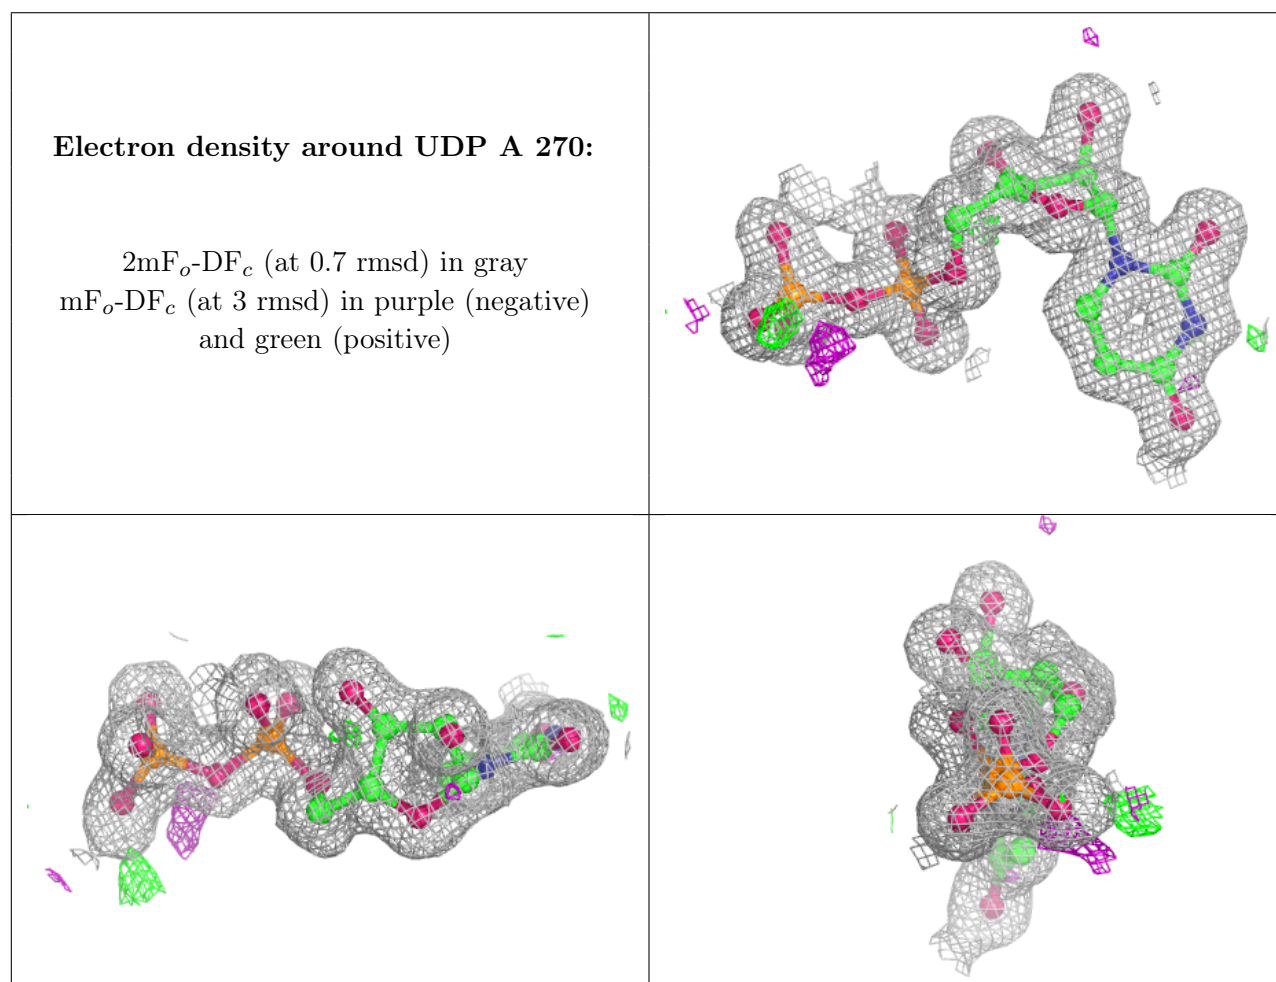 Electron density around UDP A 270:
2mFₒ-DF𝒸 (at 0.7 rmsd) in gray
mFₒ-DF𝒸 (at 3 rmsd) in purple (negative)
and green (positive)